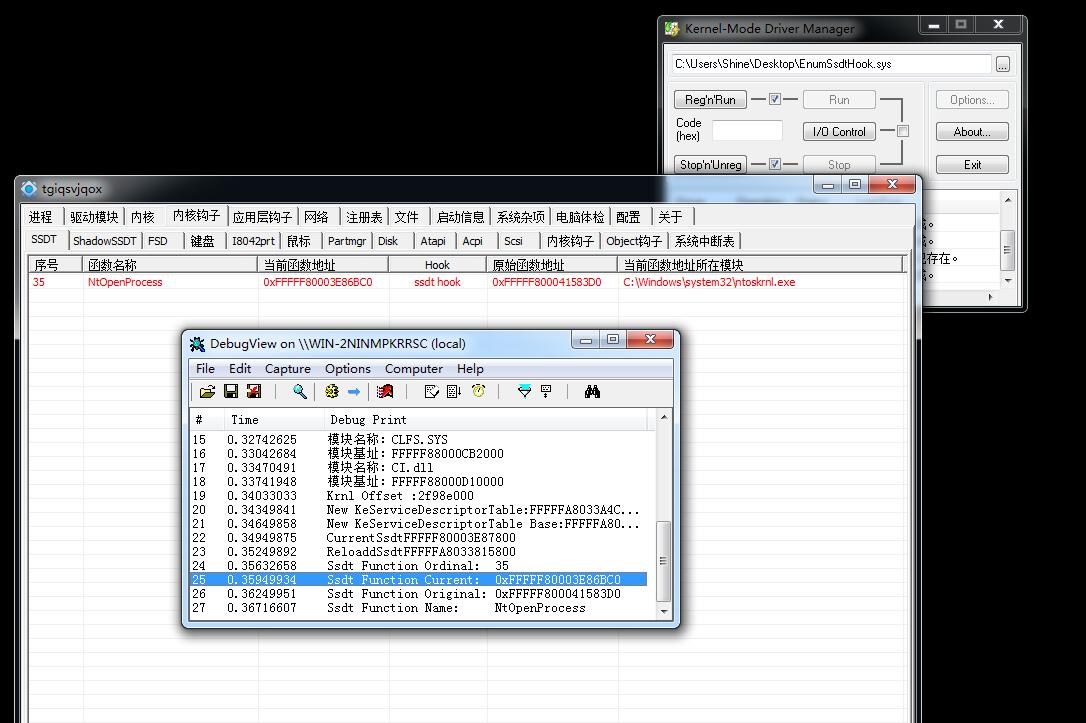 Kernel-Mode Driver Manager
C:\Users\Shine\Desktop\EnumSsdtHook.sys
...
Reg'n'Run
Run
Options...
Code
(hex)
I/O Control
About...
Stop'n'Unreg
Stop
Exit
存在。
tgiqsvjqox
进程 驱动模块 内核 内核钩子 应用层钩子 网络 注册表 文件 启动信息 系统杂项 电脑体检 配置 关于
SSDT ShadowSSDT FSD 键盘 I8042prt 鼠标 Partmgr Disk Atapi Acpi Scsi 内核钩子 Object钩子 系统中断表
序号 函数名称 当前函数地址 Hook 原始函数地址 当前函数地址所在模块
35 NtOpenProcess 0xFFFFF80003E86BC0 ssdt hook 0xFFFFF800041583D0 C:\Windows\system32\ntoskrnl.exe
DebugView on \\WIN-2NINMPKRRSC (local)
File Edit Capture Options Computer Help
# Time Debug Print
15 0.32742625 模块名称: CLFS.SYS
16 0.33042684 模块基址: FFFFF88000CB2000
17 0.33470491 模块名称: CI.dll
18 0.33741948 模块基址: FFFFF88000D10000
19 0.34033033 Krnl Offset :2f98e000
20 0.34349841 New KeServiceDescriptorTable:FFFFFA8033A4C...
21 0.34649858 New KeServiceDescriptorTable Base:FFFFFA80...
22 0.34949875 CurrentSsdtFFFFF80003E87800
23 0.35249892 ReloaddSsdtFFFFFA8033815800
24 0.35632658 Ssdt Function Ordinal: 35
25 0.35949934 Ssdt Function Current: 0xFFFFF80003E86BC0
26 0.36249951 Ssdt Function Original: 0xFFFFF800041583D0
27 0.36716607 Ssdt Function Name: NtOpenProcess